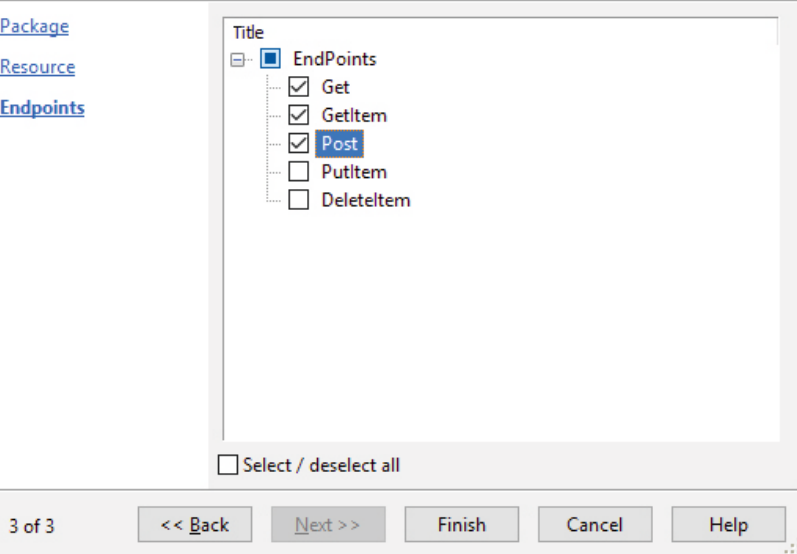 Package
Resource
Endpoints
Title
EndPoints
Get
GetItem
Post
PutItem
DeleteItem
Select / deselect all
3 of 3
<< Back
Next >>
Finish
Cancel
Help